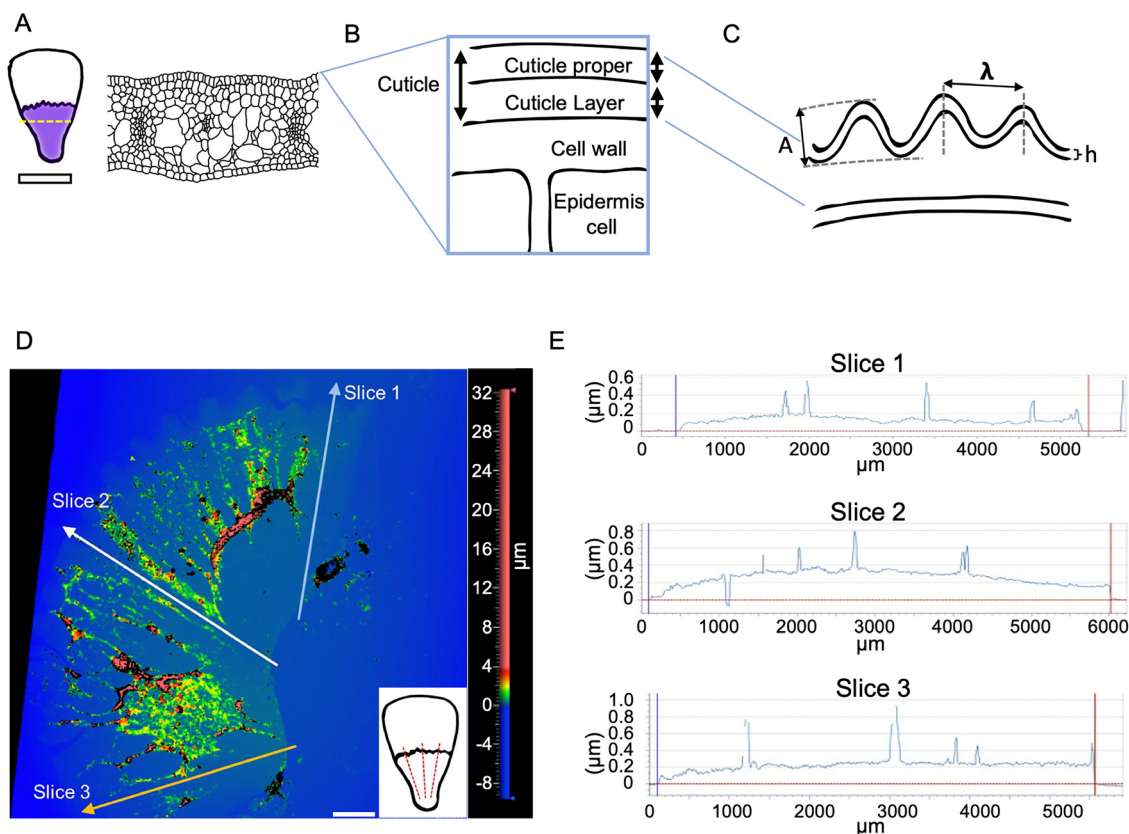 A
B
C
Cuticle
Cuticle proper
Cuticle Layer
Cell wall
Epidermis
cell
λ
A
h
D
E
Slice 1
Slice 2
Slice 3
32
28
24
20
16
12
8
4
0
-4
-8
μm
Slice 1
(μm)
0.6
0.4
0.2
0
0 1000 2000 3000 4000 5000
μm
Slice 2
(μm)
0.8
0.6
0.4
0.2
0
1000 2000 3000 4000 5000 6000
μm
Slice 3
(μm)
1.0
0.8
0.6
0.4
0.2
0
0 1000 2000 3000 4000 5000
μm